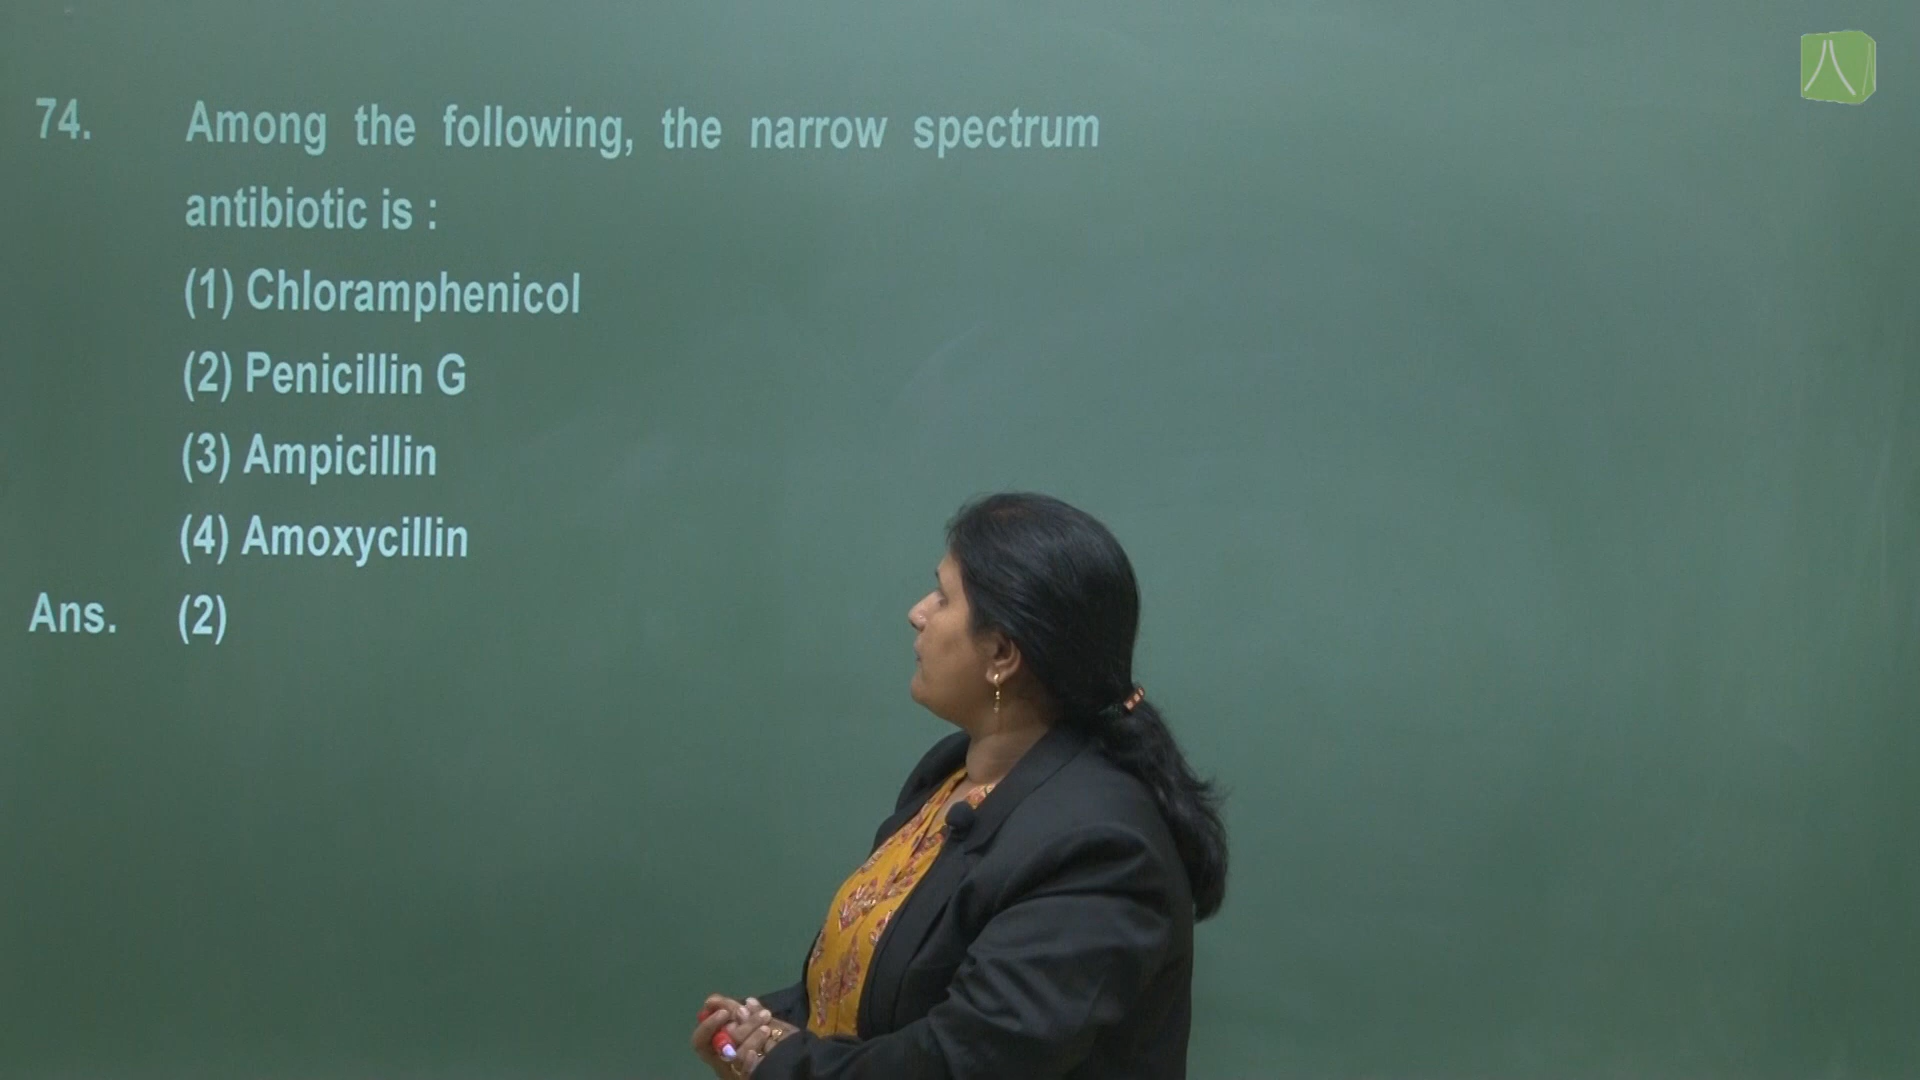 74. Among the following, the narrow spectrum
antibiotic is :
(1) Chloramphenicol
(2) Penicillin G
(3) Ampicillin
(4) Amoxycillin
Ans. (2)